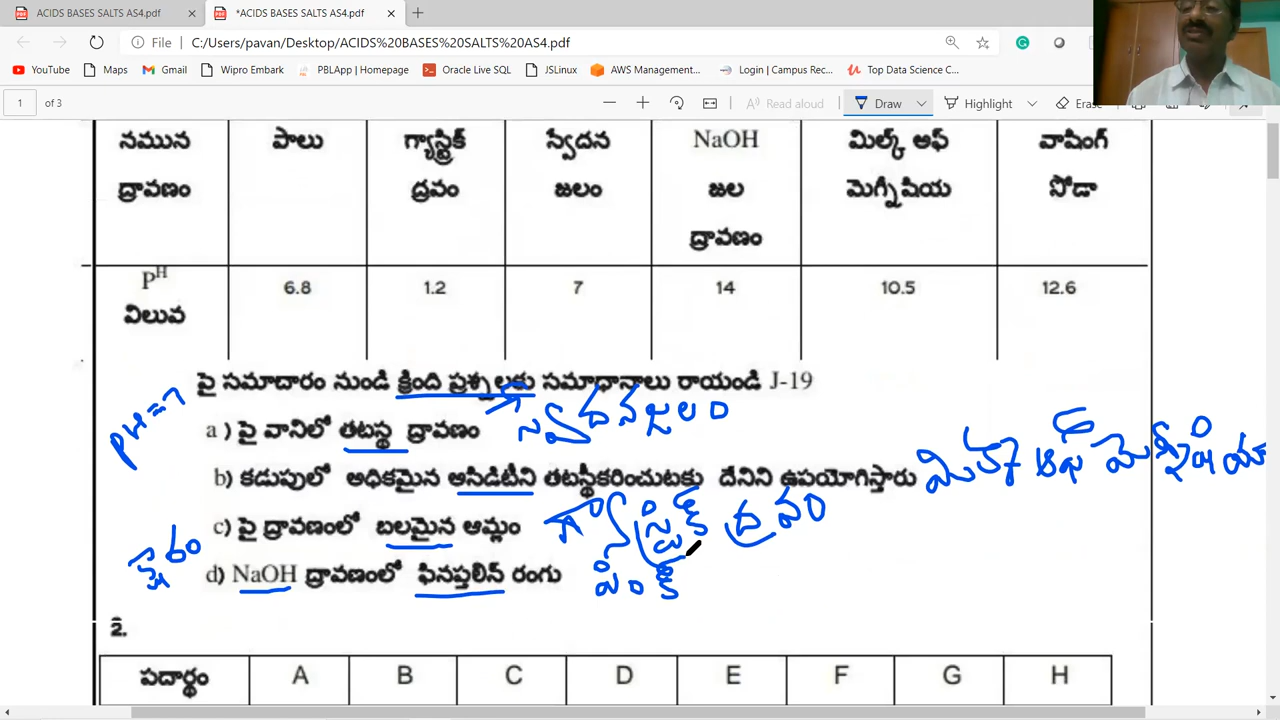 ACIDS BASES SALTS AS4.pdf
*ACIDS BASES SALTS AS4.pdf
File C:/Users/pavan/Desktop/ACIDS%20BASES%20SALTS%20AS4.pdf
YouTube Maps Gmail Wipro Embark PBLApp | Homepage Oracle Live SQL JSLinux AWS Management... Login | Campus Rec... Top Data Science C...
1 of 3 Read aloud Draw Highlight Erase
నమున ద్రావణం పాలు గ్యాస్ట్రిక్ ద్రవం స్వేదన జలం NaOH జల ద్రావణం మిల్క్ ఆఫ్ మెగ్నీషియ వాషింగ్ సోడా
P^H విలువ 6.8 1.2 7 14 10.5 12.6
పై సమాచారం నుండి క్రింది ప్రశ్నలకు సమాధానాలు రాయండి J-19
pH=7 a ) పై వానిలో తటస్థ ద్రావణం స్వేదనజలం
b) కడుపులో అధికమైన ఆసిడిటీని తటస్థీకరించుటకు దేనిని ఉపయోగిస్తారు మిల్క్ ఆఫ్ మెగ్నీషియా
c) పై ద్రావణంలో బలమైన ఆమ్లం గ్యాస్ట్రిక్ ద్రవం
క్షారం d) NaOH ద్రావణంలో ఫినప్తలిన్ రంగు పింక్
2.
పదార్థం A B C D E F G H